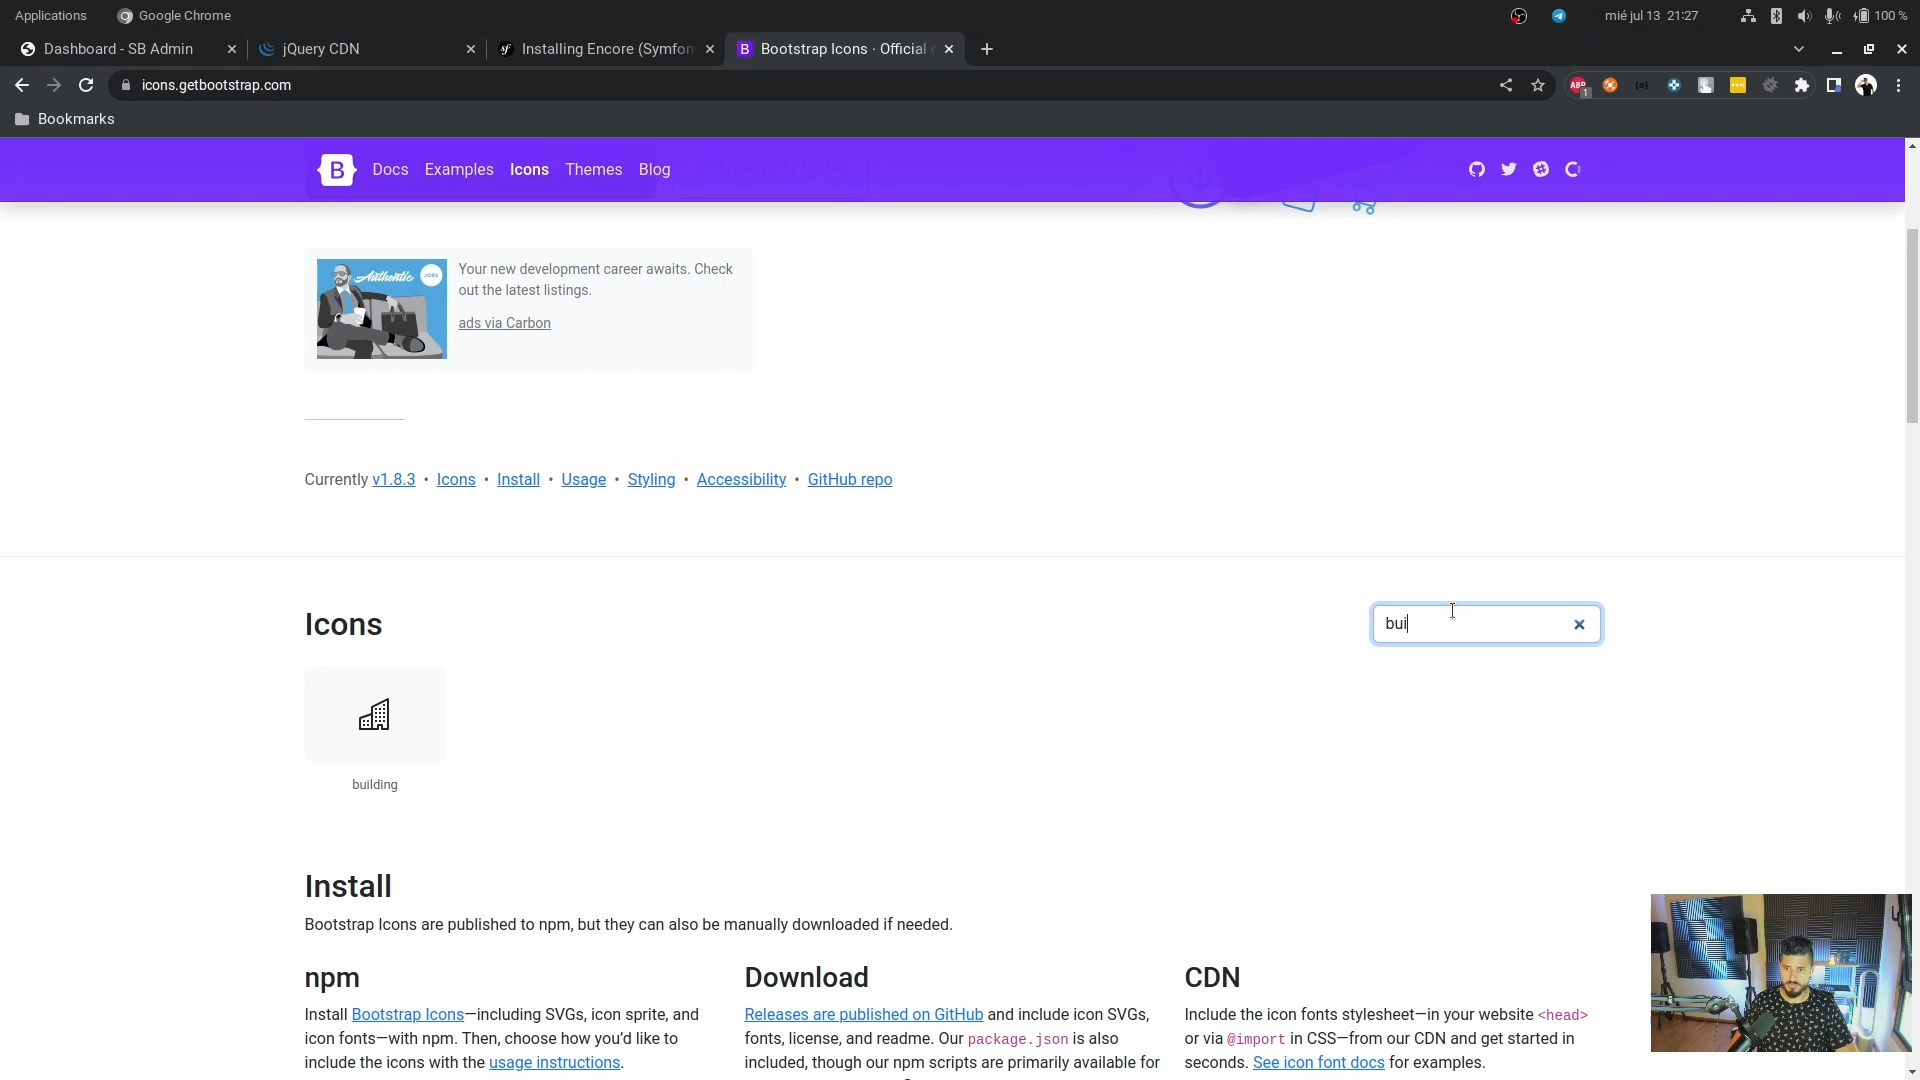 Applications Google Chrome mié jul 13 21:27 100 %
Dashboard - SB Admin jQuery CDN Installing Encore (Symfon Bootstrap Icons · Official
icons.getbootstrap.com ABP 1
Bookmarks
B Docs Examples Icons Themes Blog
Authentic JOBS
Your new development career awaits. Check
out the latest listings.
ads via Carbon
Currently v1.8.3 • Icons • Install • Usage • Styling • Accessibility • GitHub repo
Icons
bui
building
Install
Bootstrap Icons are published to npm, but they can also be manually downloaded if needed.
npm
Install Bootstrap Icons—including SVGs, icon sprite, and
icon fonts—with npm. Then, choose how you’d like to
include the icons with the usage instructions.
Download
Releases are published on GitHub and include icon SVGs,
fonts, license, and readme. Our package.json is also
included, though our npm scripts are primarily available for
CDN
Include the icon fonts stylesheet—in your website <head>
or via @import in CSS—from our CDN and get started in
seconds. See icon font docs for examples.